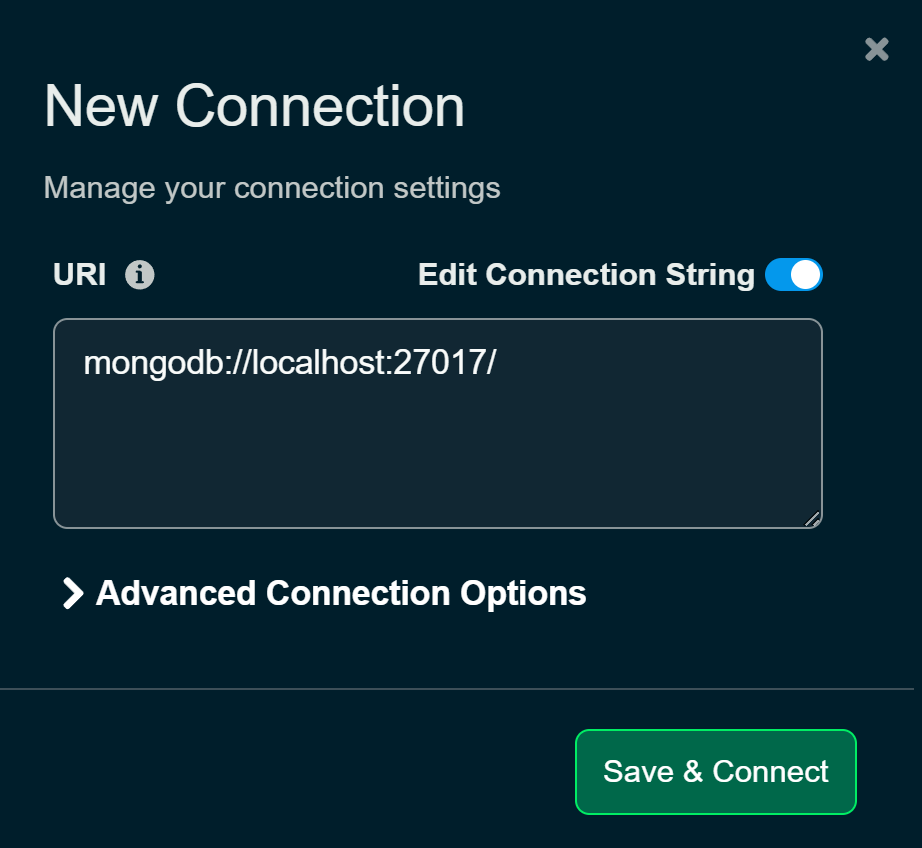 New Connection
Manage your connection settings
URI
Edit Connection String
mongodb://localhost:27017/
Advanced Connection Options
Save & Connect